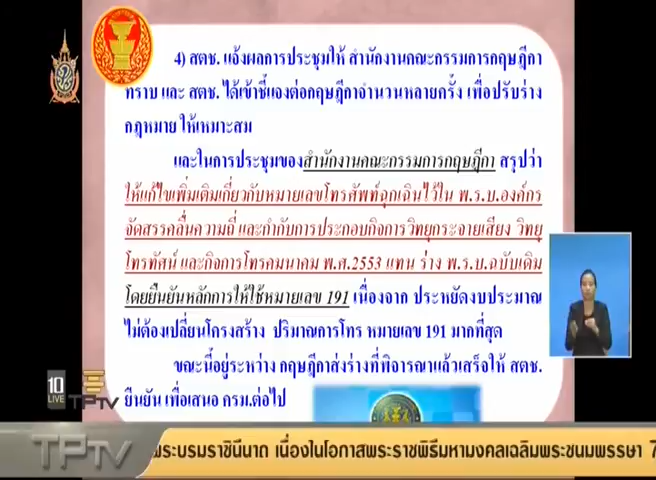 4) สตช. แจ้งผลการประชุมให้ สำนักงานคณะกรรมการกฤษฎีกา
ทราบ และ สตช. ได้เข้าชี้แจงต่อกฤษฎีกาจำนวนหลายครั้ง เพื่อปรับร่าง
กฎหมาย ให้เหมาะสม
และในการประชุมของสำนักงานคณะกรรมการกฤษฎีกา สรุปว่า
ให้แก้ไขเพิ่มเติมเกี่ยวกับหมายเลขโทรศัพท์ฉุกเฉินไว้ใน พ.ร.บ.องค์กร
จัดสรรคลื่นความถี่ และกำกับการประกอบกิจการวิทยุกระจายเสียง วิทยุ
โทรทัศน์ และกิจการโทรคมนาคม พ.ศ.2553 แทน ร่าง พ.ร.บ.ฉบับเดิม
โดยยืนยันหลักการให้ใช้หมายเลข 191 เนื่องจาก ประหยัดงบประมาณ
ไม่ต้องเปลี่ยนโครงสร้าง ปริมาณการโทร หมายเลข 191 มากที่สุด
ขณะนี้อยู่ระหว่าง กฤษฎีกาส่งร่างที่พิจารณาแล้วเสร็จให้ สตช.
ยืนยัน เพื่อเสนอ ครม.ต่อไป
10
LIVE
TPTV
TPTV
พระบรมราชินีนาถ เนื่องในโอกาสพระราชพิธีมหามงคลเฉลิมพระชนมพรรษา 7